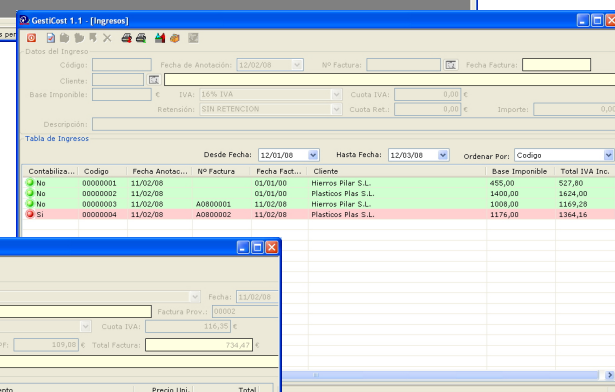 GestiCost 1.1 - [Ingresos]
s per
Datos del Ingreso
Código:
Fecha de Anotación: 12/02/08
Nº Factura:
Fecha Factura:
Cliente:
Base Imponible: € IVA: 16% IVA Cuota IVA: 0,00 €
Retención: SIN RETENCION Cuota Ret.: 0,00 € Importe: 0,00
Descripción:
Tabla de Ingresos
Desde Fecha: 12/01/08 Hasta Fecha: 12/03/08 Ordenar Por: Codigo
Contabiliza... Codigo Fecha Anotac... Nº Factura Fecha Fact... Cliente Base Imponible Total IVA Inc.
No 00000001 11/02/08 01/01/00 Hierros Pilar S.L. 455,00 527,80
No 00000002 11/02/08 01/01/00 Plasticos Plas S.L. 1400,00 1624,00
No 00000003 11/02/08 A0800001 11/02/08 Hierros Pilar S.L. 1008,00 1169,28
Si 00000004 11/02/08 A0800002 11/02/08 Plasticos Plas S.L. 1176,00 1364,16
Fecha: 11/02/08
Factura Prov.: 00002
Cuota IVA: 116,35 €
PF: 109,08 € Total Factura: 734,47 €
ento Precio Uni. Total